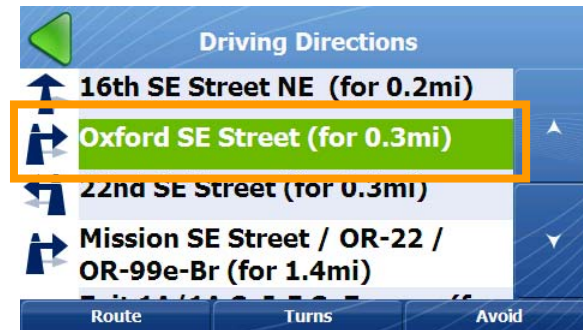 Driving Directions
16th SE Street NE (for 0.2mi)
Oxford SE Street (for 0.3mi)
22nd SE Street (for 0.3mi)
Mission SE Street / OR-22 /
OR-99e-Br (for 1.4mi)
Route Turns Avoid